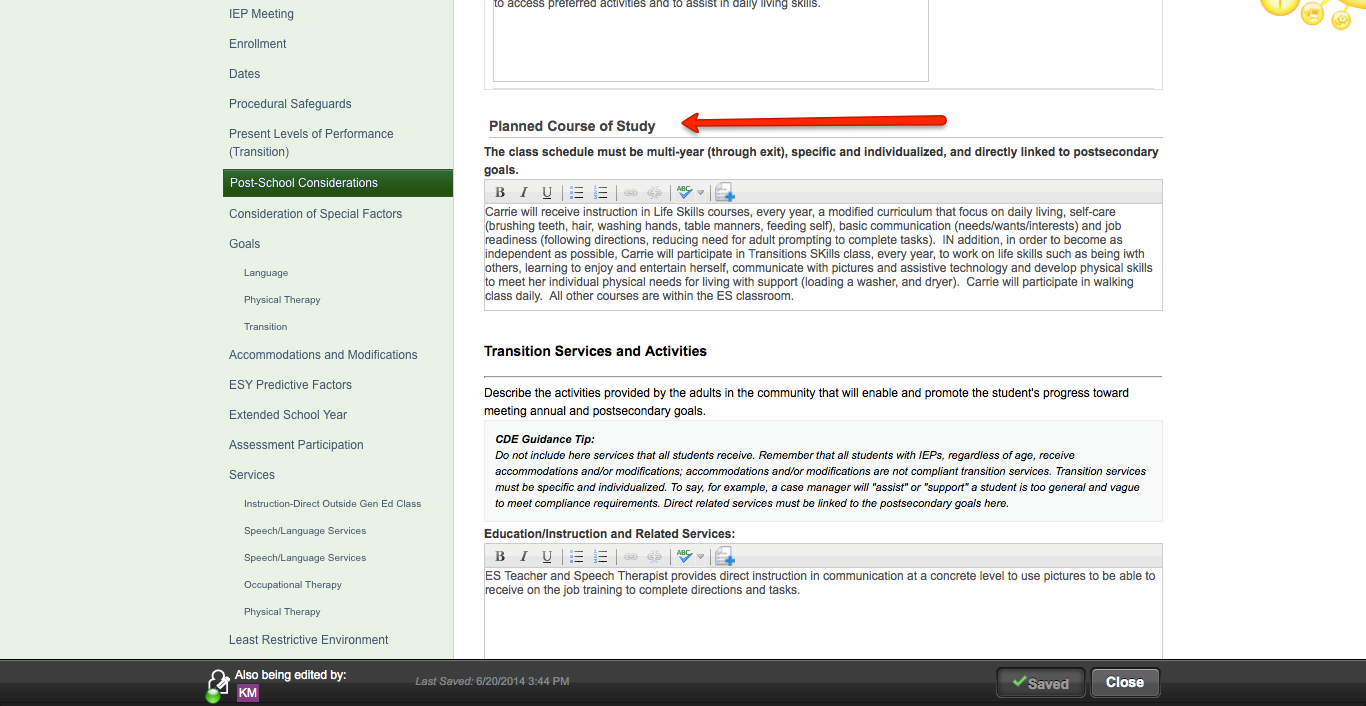 IEP Meeting
Enrollment
Dates
Procedural Safeguards
Present Levels of Performance
(Transition)
Post-School Considerations
Consideration of Special Factors
Goals
Language
Physical Therapy
Transition
Accommodations and Modifications
ESY Predictive Factors
Extended School Year
Assessment Participation
Services
Instruction-Direct Outside Gen Ed Class
Speech/Language Services
Speech/Language Services
Occupational Therapy
Physical Therapy
Least Restrictive Environment
to access preferred activities and to assist in daily living skills.
Planned Course of Study
The class schedule must be multi-year (through exit), specific and individualized, and directly linked to postsecondary
goals.
B I U ABC
Carrie will receive instruction in Life Skills courses, every year, a modified curriculum that focus on daily living, self-care
(brushing teeth, hair, washing hands, table manners, feeding self), basic communication (needs/wants/interests) and job
readiness (following directions, reducing need for adult prompting to complete tasks).  IN addition, in order to become as
independent as possible, Carrie will participate in Transitions SKills class, every year, to work on life skills such as being iwth
others, learning to enjoy and entertain herself, communicate with pictures and assistive technology and develop physical skills
to meet her individual physical needs for living with support (loading a washer, and dryer).  Carrie will participate in walking
class daily.  All other courses are within the ES classroom.
Transition Services and Activities
Describe the activities provided by the adults in the community that will enable and promote the student's progress toward
meeting annual and postsecondary goals.
CDE Guidance Tip:
Do not include here services that all students receive. Remember that all students with IEPs, regardless of age, receive
accommodations and/or modifications; accommodations and/or modifications are not compliant transition services. Transition services
must be specific and individualized. To say, for example, a case manager will "assist" or "support" a student is too general and vague
to meet compliance requirements. Direct related services must be linked to the postsecondary goals here.
Education/Instruction and Related Services:
B I U ABC
ES Teacher and Speech Therapist provides direct instruction in communication at a concrete level to use pictures to be able to
receive on the job training to complete directions and tasks.
Also being edited by:
KM
Last Saved: 6/20/2014 3:44 PM
Saved
Close